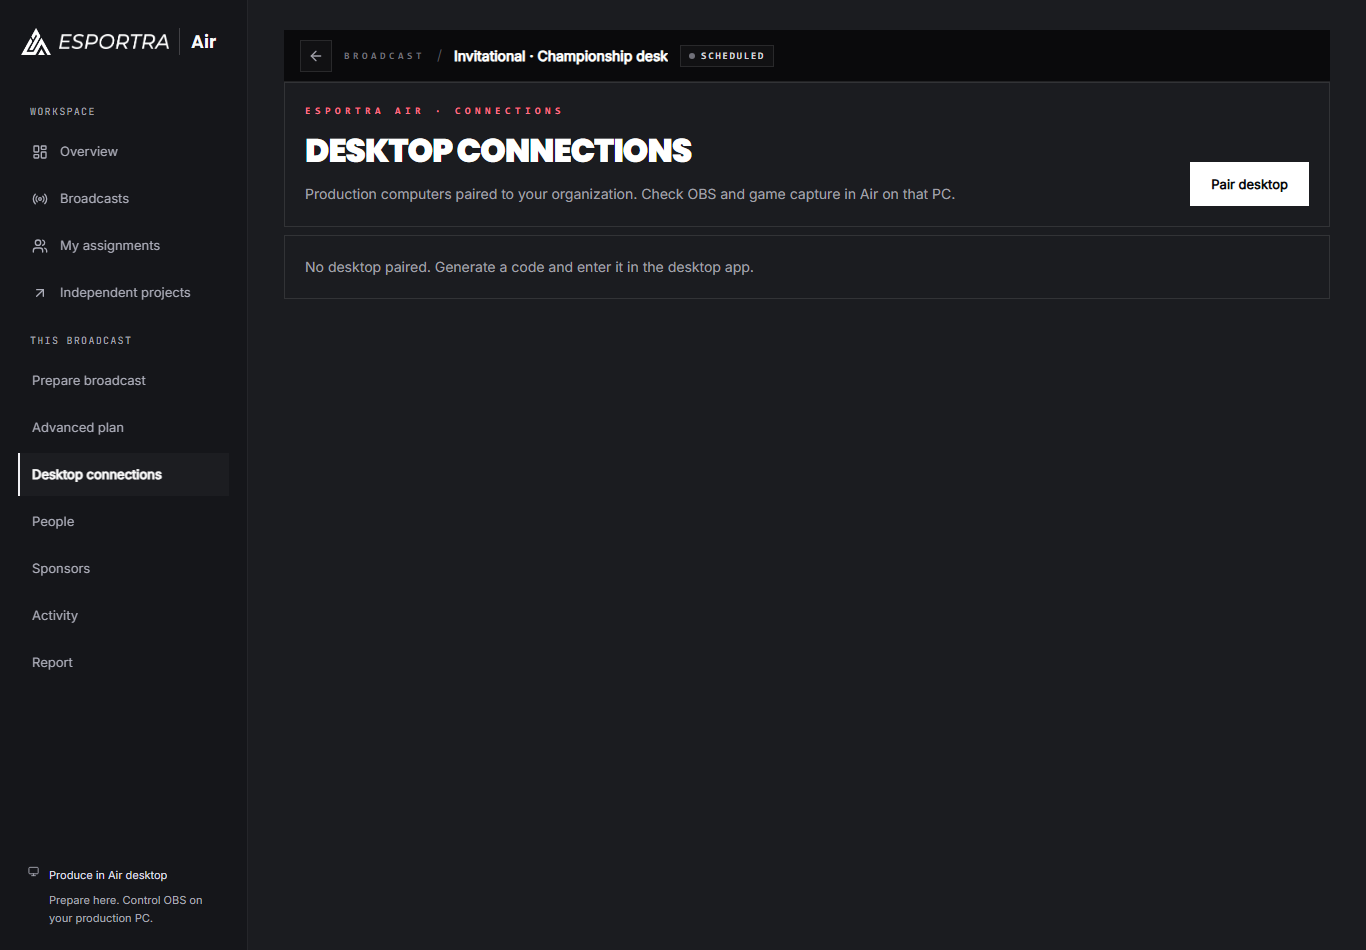 ESPORTRA Air
WORKSPACE
Overview
Broadcasts
My assignments
Independent projects
THIS BROADCAST
Prepare broadcast
Advanced plan
Desktop connections
People
Sponsors
Activity
Report
Produce in Air desktop
Prepare here. Control OBS on
your production PC.
BROADCAST / Invitational · Championship desk SCHEDULED
ESPORTRA AIR · CONNECTIONS
DESKTOP CONNECTIONS
Production computers paired to your organization. Check OBS and game capture in Air on that PC.
Pair desktop
No desktop paired. Generate a code and enter it in the desktop app.